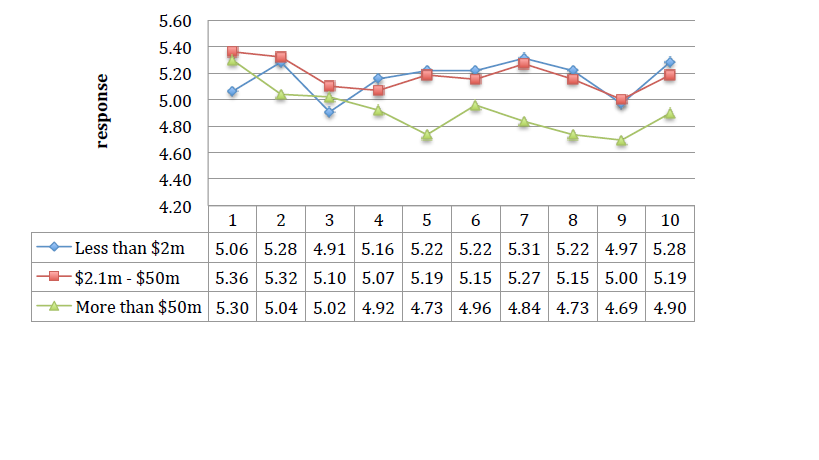 5.60
5.40
5.20
5.00
4.80
4.60
4.40
4.20
response
1 2 3 4 5 6 7 8 9 10
Less than $2m 5.06 5.28 4.91 5.16 5.22 5.22 5.31 5.22 4.97 5.28
$2.1m - $50m 5.36 5.32 5.10 5.07 5.19 5.15 5.27 5.15 5.00 5.19
More than $50m 5.30 5.04 5.02 4.92 4.73 4.96 4.84 4.73 4.69 4.90